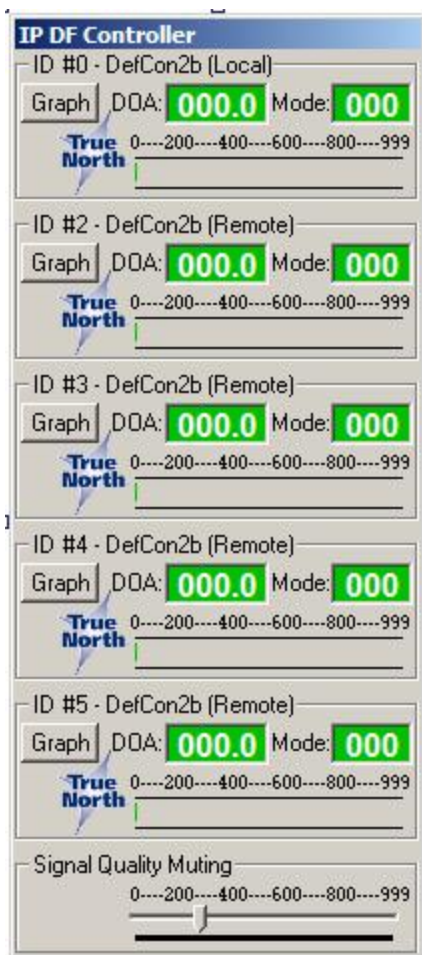 IP DF Controller
ID #0 - DefCon2b (Local)
Graph DOA: 000.0 Mode: 000
True North 0----200----400----600----800----999
ID #2 - DefCon2b (Remote)
Graph DOA: 000.0 Mode: 000
True North 0----200----400----600----800----999
ID #3 - DefCon2b (Remote)
Graph DOA: 000.0 Mode: 000
True North 0----200----400----600----800----999
ID #4 - DefCon2b (Remote)
Graph DOA: 000.0 Mode: 000
True North 0----200----400----600----800----999
ID #5 - DefCon2b (Remote)
Graph DOA: 000.0 Mode: 000
True North 0----200----400----600----800----999
Signal Quality Muting
0----200----400----600----800----999